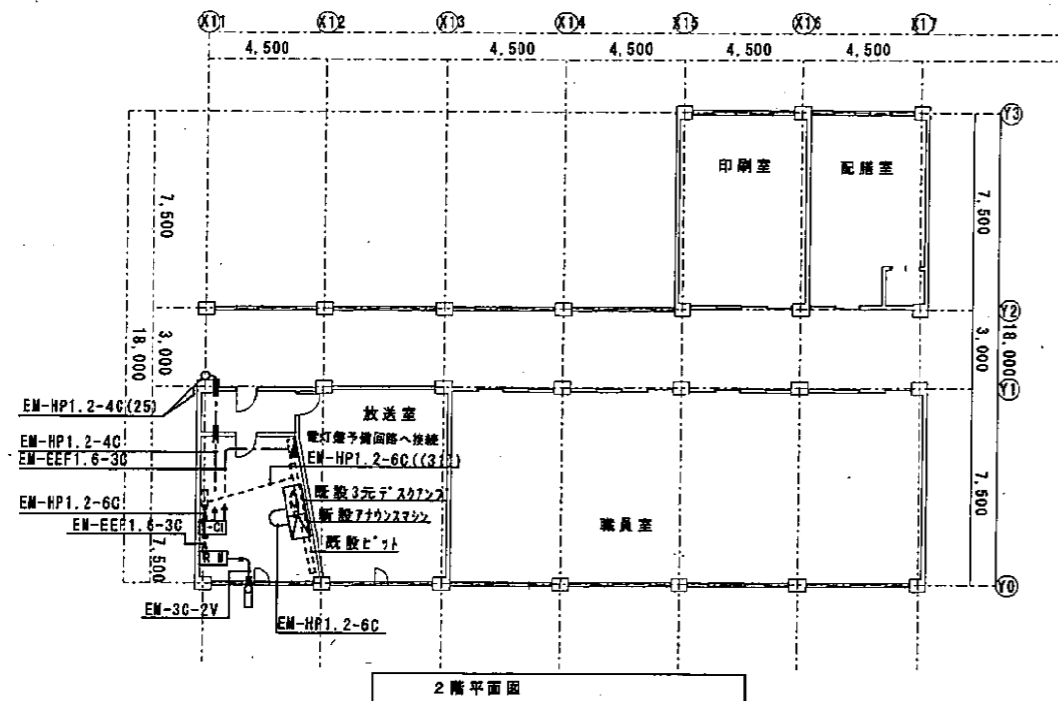 X11 X12 X13 X14 X15 X16 X17
4,500 4,500 4,500 4,500 4,500
Y3
印刷室
配膳室
7,500
7,500
Y2
3,000
18,000
3,000
18,000
Y1
EM-HP1.2-4C(25)
放送室
電灯盤予備回路へ接続
EM-HP1.2-4C
EM-EEF1.6-3C
既設3元デスクアンプ
EM-HP1.2-6C
新設アナウンスマシン
EM-EEF1.6-3C
職員室
既設ピット
7,500
7,500
RM
Y0
EM-3C-2V
EM-HP1.2-6C
2階平面図